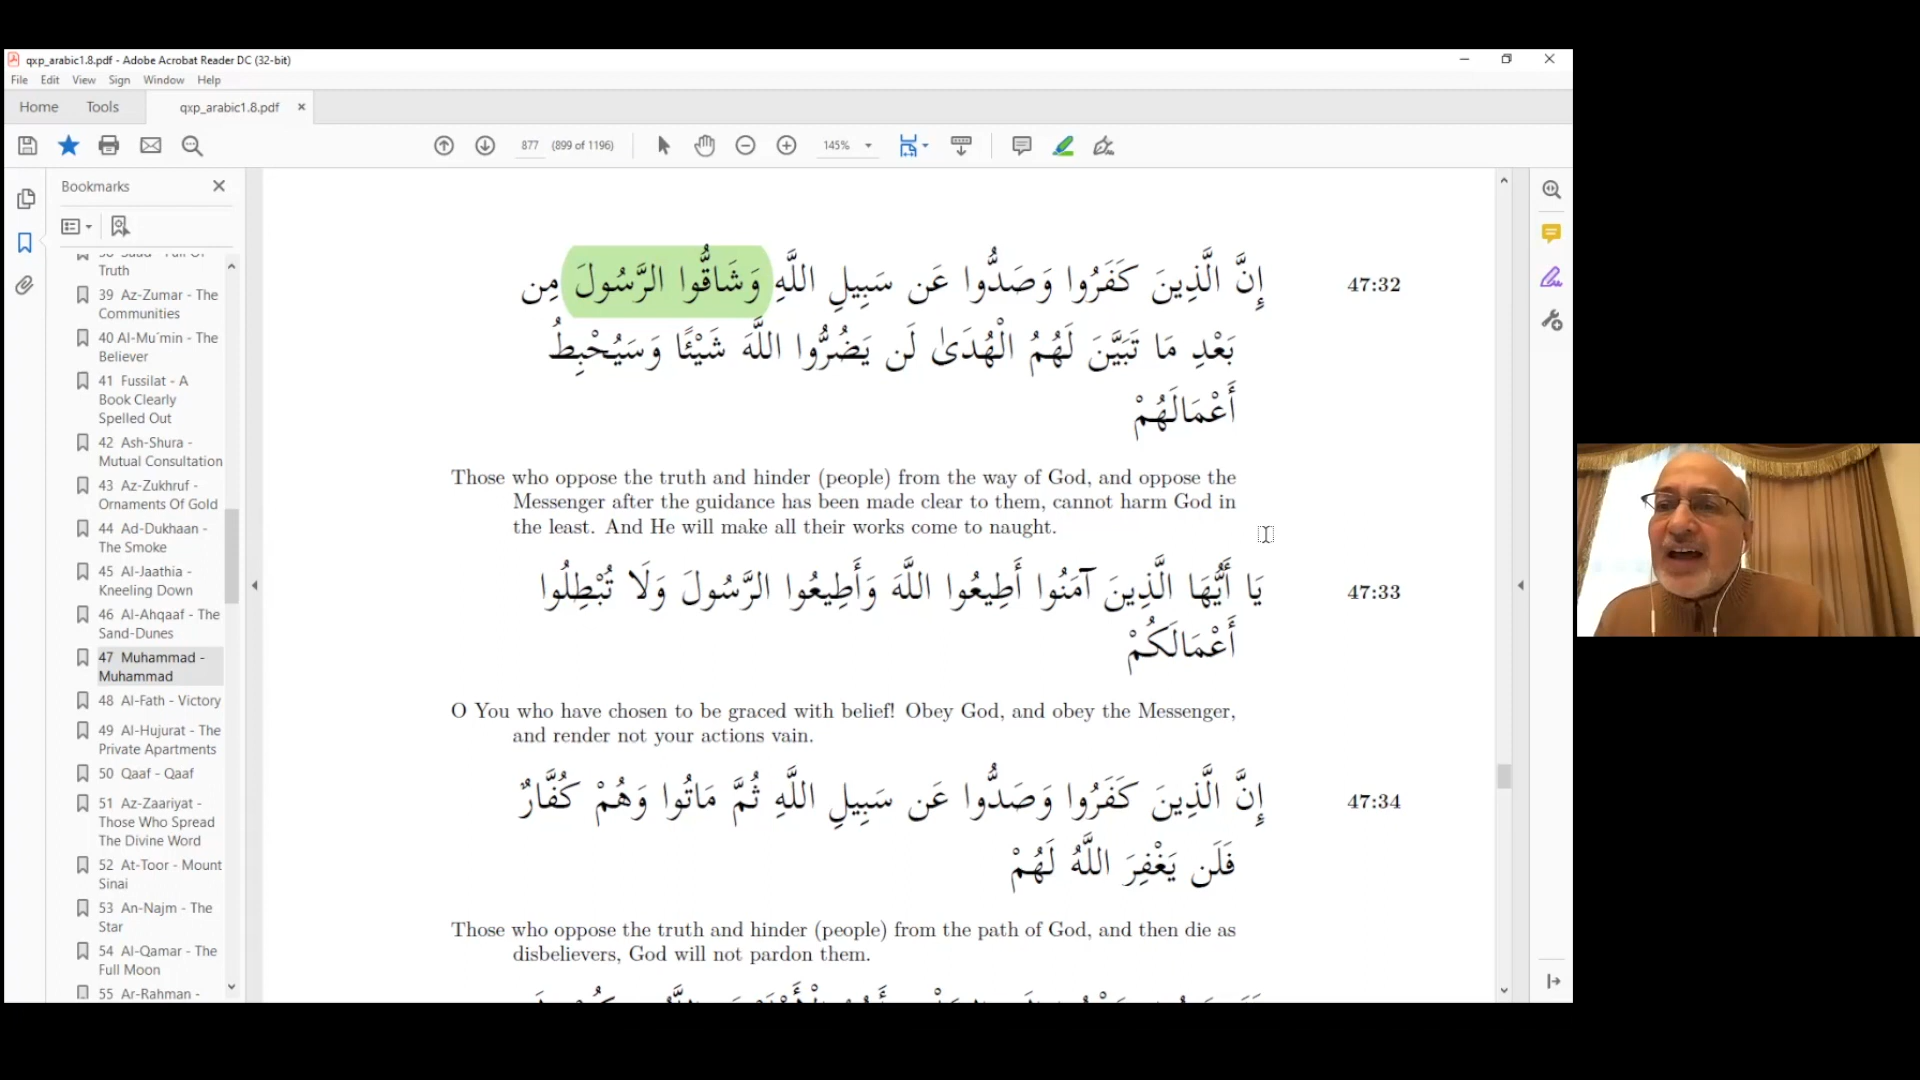 qxp_arabic1.8.pdf - Adobe Acrobat Reader DC (32-bit)
File Edit View Sign Window Help
Home Tools qxp_arabic1.8.pdf
877 (899 of 1196) 145%
Bookmarks
Truth
39 Az-Zumar - The
Communities
40 Al-Mu´min - The
Believer
41 Fussilat - A
Book Clearly
Spelled Out
42 Ash-Shura -
Mutual Consultation
43 Az-Zukhruf -
Ornaments Of Gold
44 Ad-Dukhaan -
The Smoke
45 Al-Jaathia -
Kneeling Down
46 Al-Ahqaaf - The
Sand-Dunes
47 Muhammad -
Muhammad
48 Al-Fath - Victory
49 Al-Hujurat - The
Private Apartments
50 Qaaf - Qaaf
51 Az-Zaariyat -
Those Who Spread
The Divine Word
52 At-Toor - Mount
Sinai
53 An-Najm - The
Star
54 Al-Qamar - The
Full Moon
55 Ar-Rahman -
47:32 إِنَّ الَّذِينَ كَفَرُوا وَصَدُّوا عَن سَبِيلِ اللَّهِ وَشَاقُّوا الرَّسُولَ مِن
بَعْدِ مَا تَبَيَّنَ لَهُمُ الْهُدَىٰ لَن يَضُرُّوا اللَّهَ شَيْئًا وَسَيُحْبِطُ
أَعْمَالَهُمْ
Those who oppose the truth and hinder (people) from the way of God, and oppose the
Messenger after the guidance has been made clear to them, cannot harm God in
the least. And He will make all their works come to naught.
47:33 يَا أَيُّهَا الَّذِينَ آمَنُوا أَطِيعُوا اللَّهَ وَأَطِيعُوا الرَّسُولَ وَلَا تُبْطِلُوا
أَعْمَالَكُمْ
O You who have chosen to be graced with belief! Obey God, and obey the Messenger,
and render not your actions vain.
47:34 إِنَّ الَّذِينَ كَفَرُوا وَصَدُّوا عَن سَبِيلِ اللَّهِ ثُمَّ مَاتُوا وَهُمْ كُفَّارٌ
فَلَن يَغْفِرَ اللَّهُ لَهُمْ
Those who oppose the truth and hinder (people) from the path of God, and then die as
disbelievers, God will not pardon them.